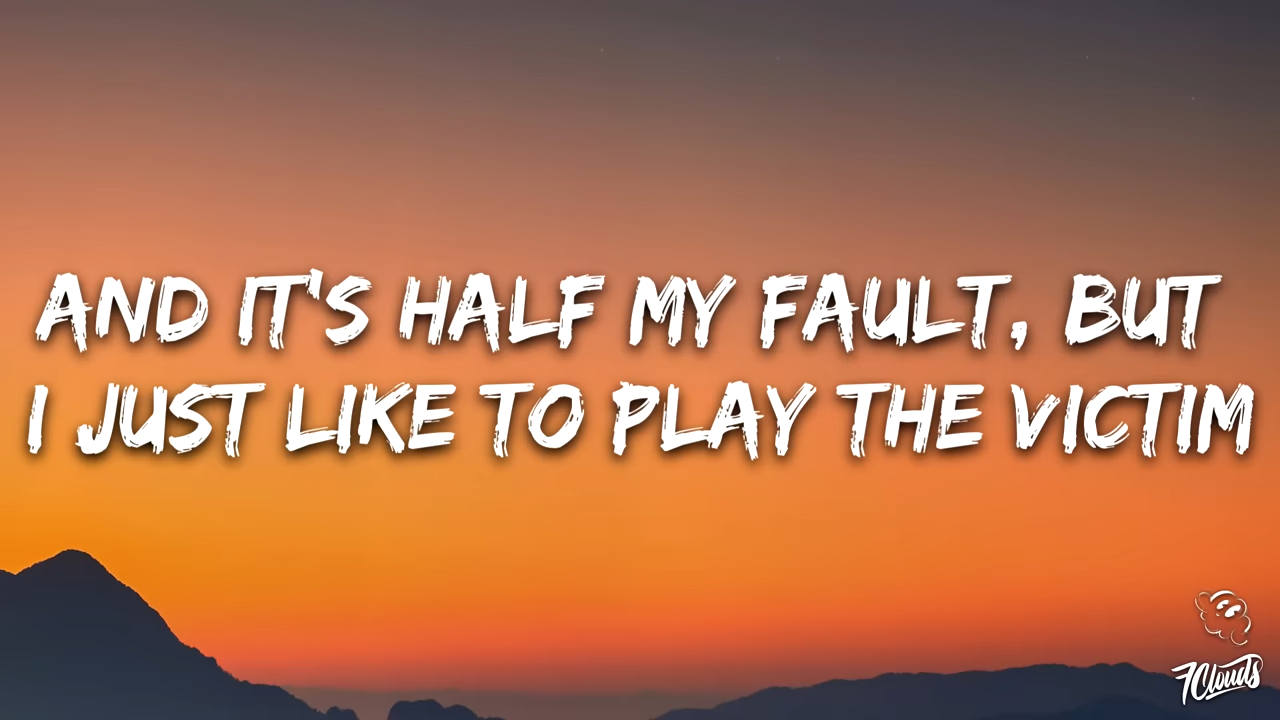 AND IT'S HALF MY FAULT, BUT
I JUST LIKE TO PLAY THE VICTIM
7Clouds